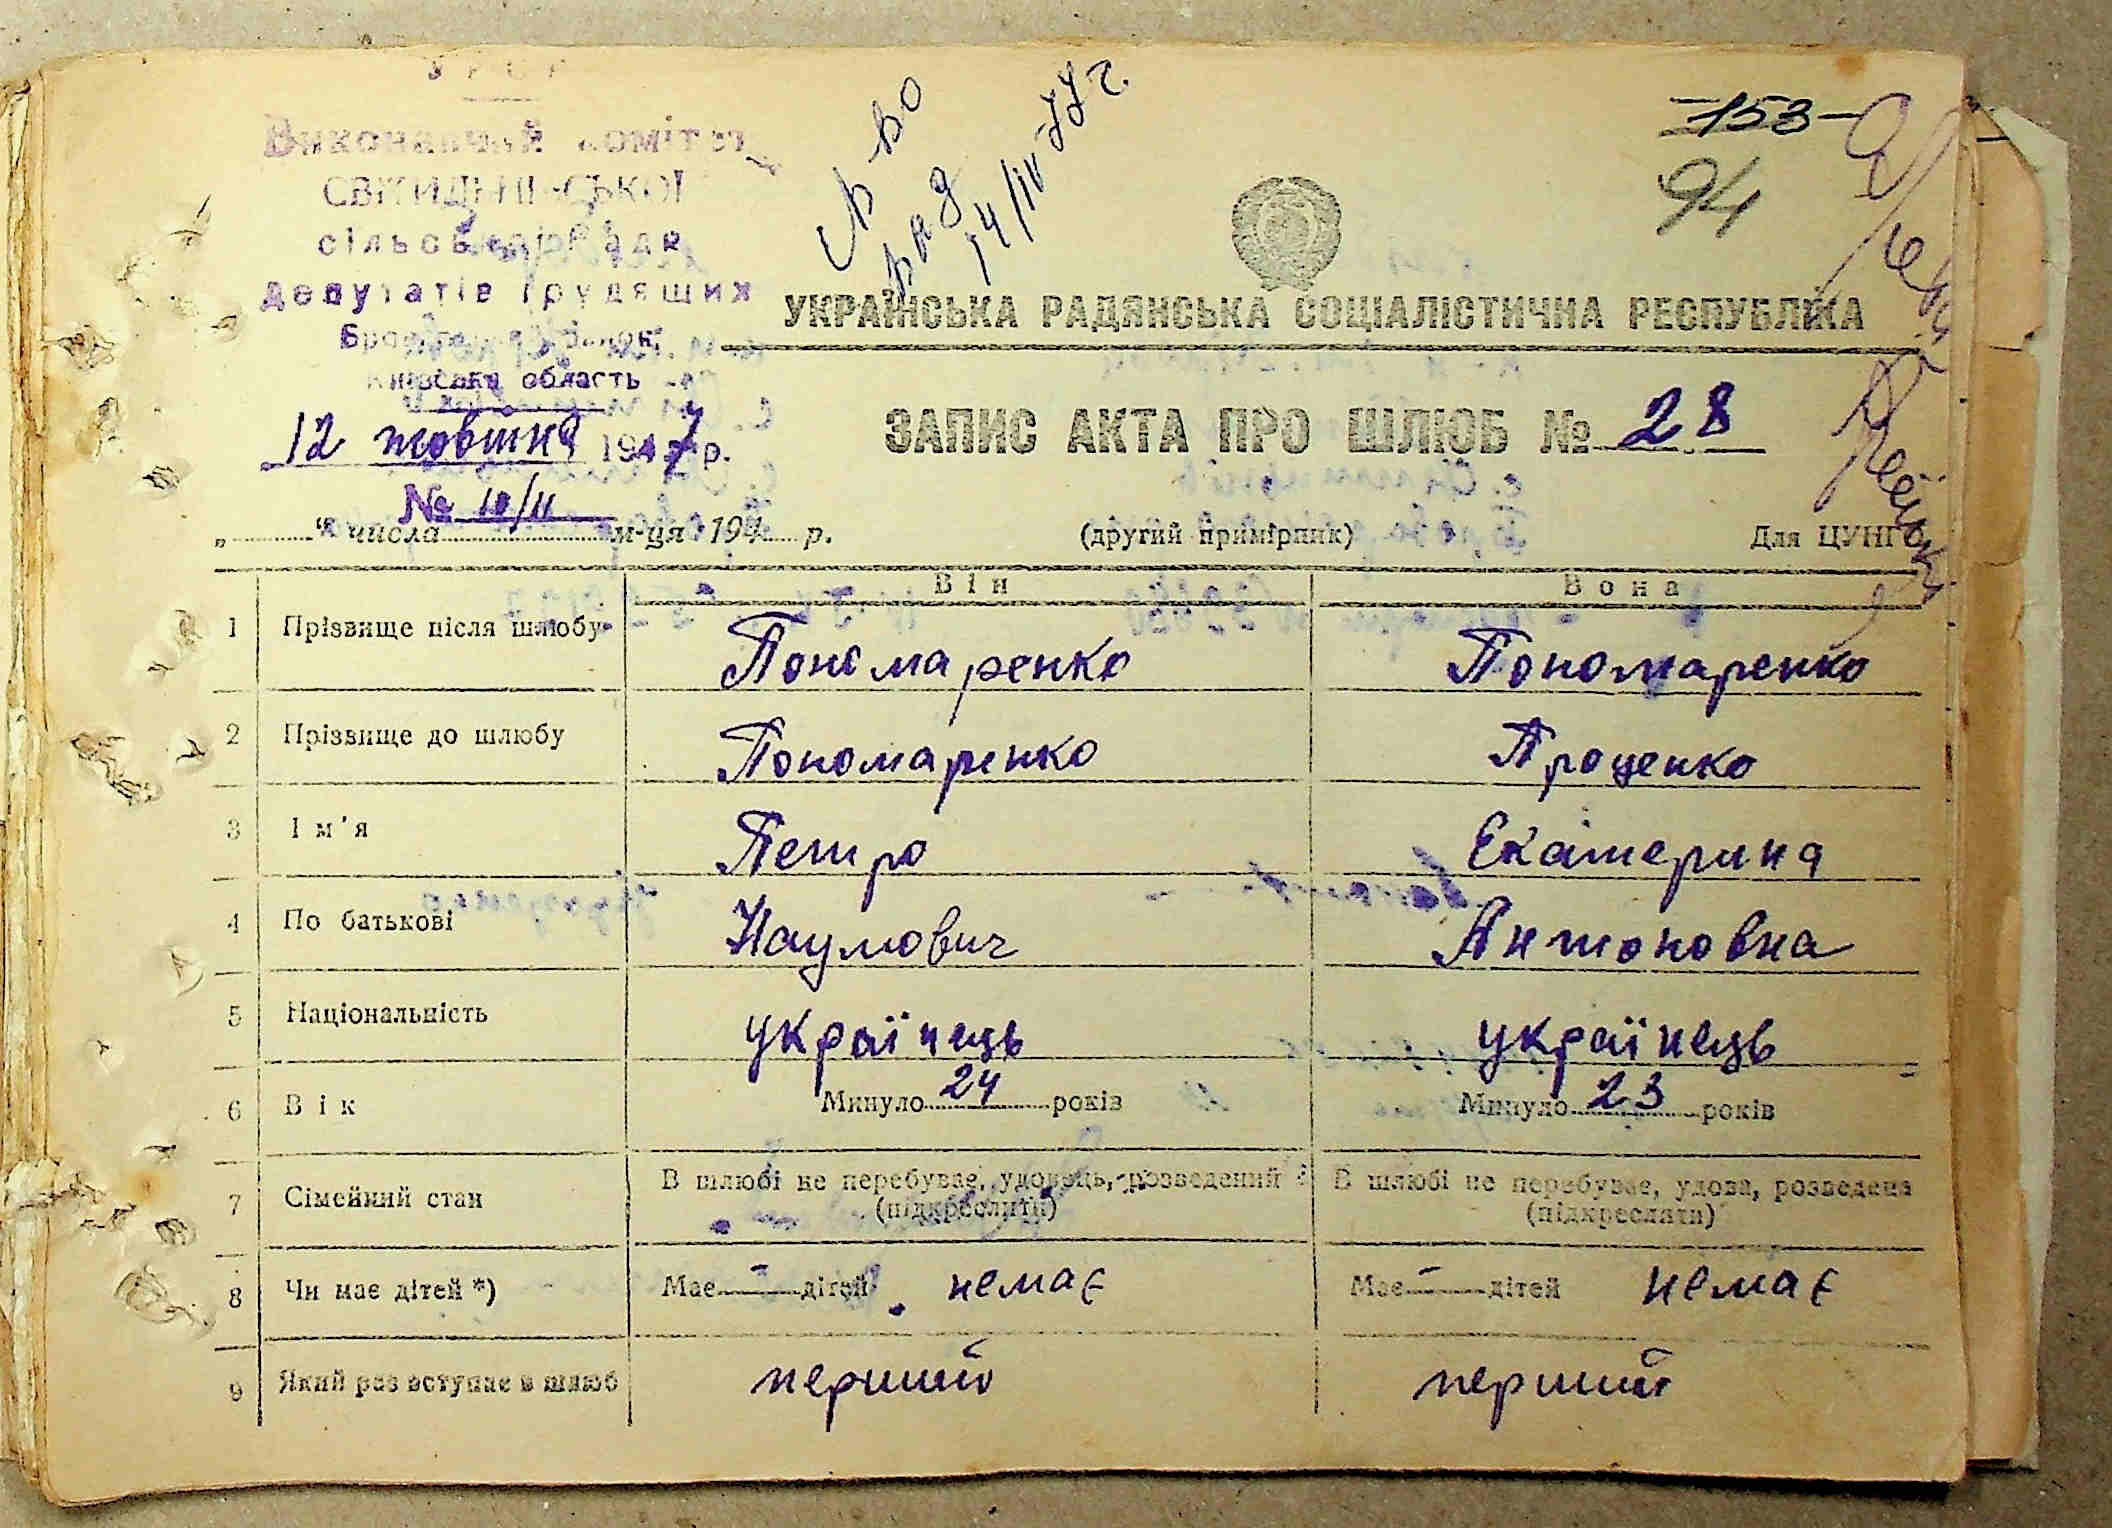 УРСР
Виконавчий комітет
СВІТИЛЬНІВСЬКОЇ
сільської Ради
депутатів трудящих
Київська область
12 жовтня 1947 р.
№ 10/11
" " числа м-ця 194 р.
14/IV-77 г.
153
94
УКРАЇНСЬКА РАДЯНСЬКА СОЦІАЛІСТИЧНА РЕСПУБЛІКА
ЗАПИС АКТА ПРО ШЛЮБ № 28
(другий примірник) Для ЦУНГО
Він Вона
1 Прізвище після шлюбу Пономаренко Пономаренко
2 Прізвище до шлюбу Пономаренко Проценко
3 Ім'я Петро Екатерина
4 По батькові Наумович Антоновна
5 Національність українець українець
6 Вік Минуло 24 років Минуло 23 років
7 Сімейний стан В шлюбі не перебуває, удовець, розведений В шлюбі не перебуває, удова, розведена
(підкреслити) (підкреслити)
8 Чи має дітей *) Має - дітей немає Має - дітей немає
9 Який раз вступає в шлюб перший перший